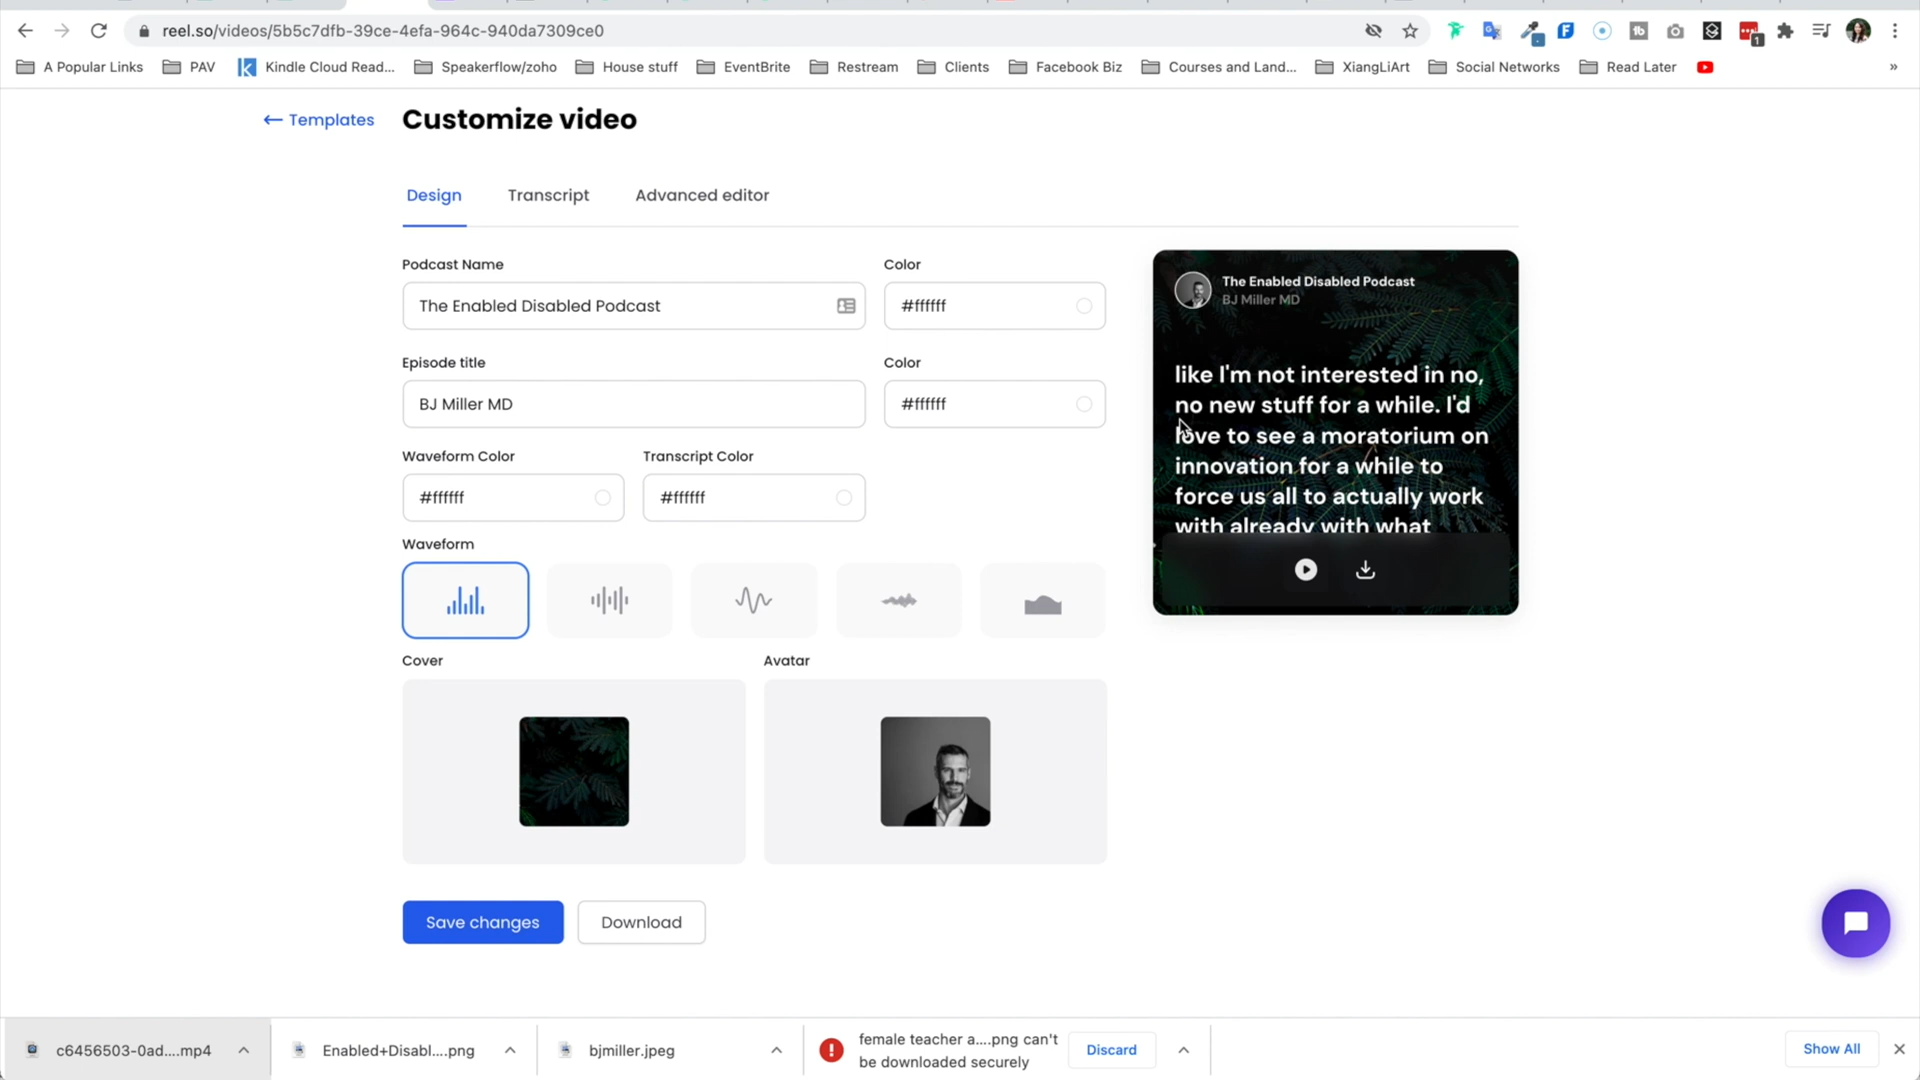 reel.so/videos/5b5c7dfb-39ce-4efa-964c-940da7309ce0
1
A Popular Links
PAV
Kindle Cloud Read...
Speakerflow/zoho
House stuff
EventBrite
Restream
Clients
Facebook Biz
Courses and Land...
XiangLiArt
Social Networks
Read Later
»
← Templates
Customize video
Design
Transcript
Advanced editor
Podcast Name
Color
The Enabled Disabled Podcast
#ffffff
Episode title
Color
BJ Miller MD
#ffffff
Waveform Color
Transcript Color
#ffffff
#ffffff
Waveform
Cover
Avatar
Save changes
Download
The Enabled Disabled Podcast
BJ Miller MD
like I'm not interested in no,
no new stuff for a while. I'd
love to see a moratorium on
innovation for a while to
force us all to actually work
with already with what
c6456503-0ad....mp4
Enabled+Disabl....png
bjmiller.jpeg
female teacher a....png can't
be downloaded securely
Discard
Show All